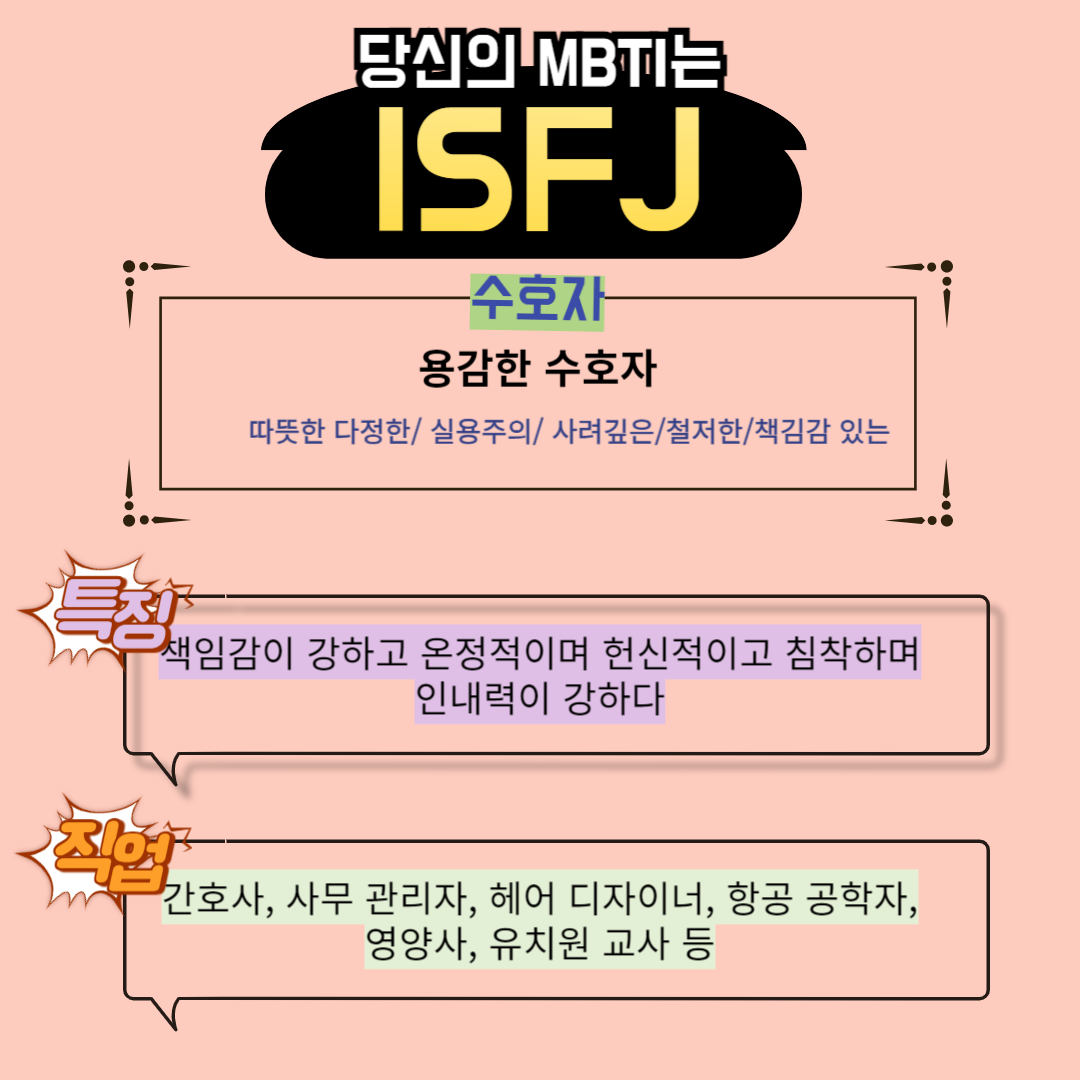 당신의 MBTI는
ISFJ
수호자
용감한 수호자
따뜻한 다정한/ 실용주의/ 사려깊은/철저한/책김감 있는
특징
책임감이 강하고 온정적이며 헌신적이고 침착하며
인내력이 강하다
직업
간호사, 사무 관리자, 헤어 디자이너, 항공 공학자,
영양사, 유치원 교사 등